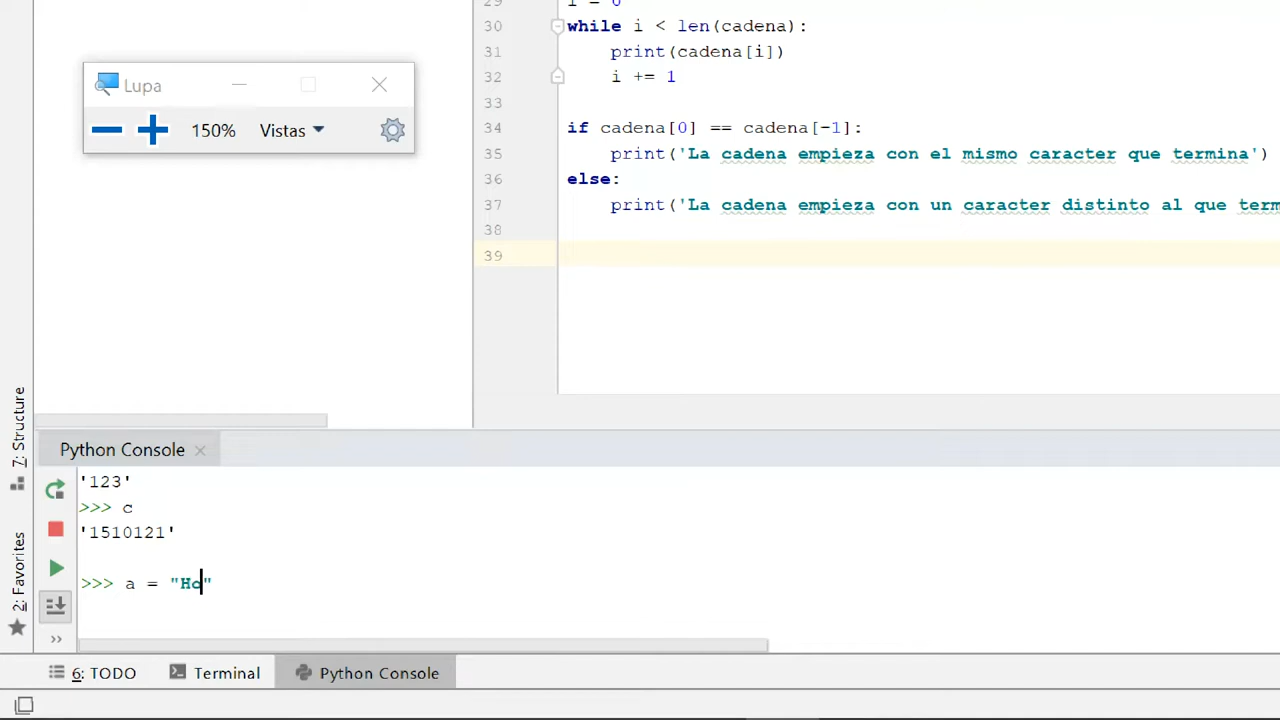 29 i = 0
30 while i < len(cadena):
31 print(cadena[i])
32 i += 1
33
34 if cadena[0] == cadena[-1]:
35 print('La cadena empieza con el mismo caracter que termina')
36 else:
37 print('La cadena empieza con un caracter distinto al que term
38
39
Lupa
150% Vistas
7: Structure
2: Favorites
Python Console
'123'
>>> c
'1510121'
>>> a = "Ho"
6: TODO Terminal Python Console